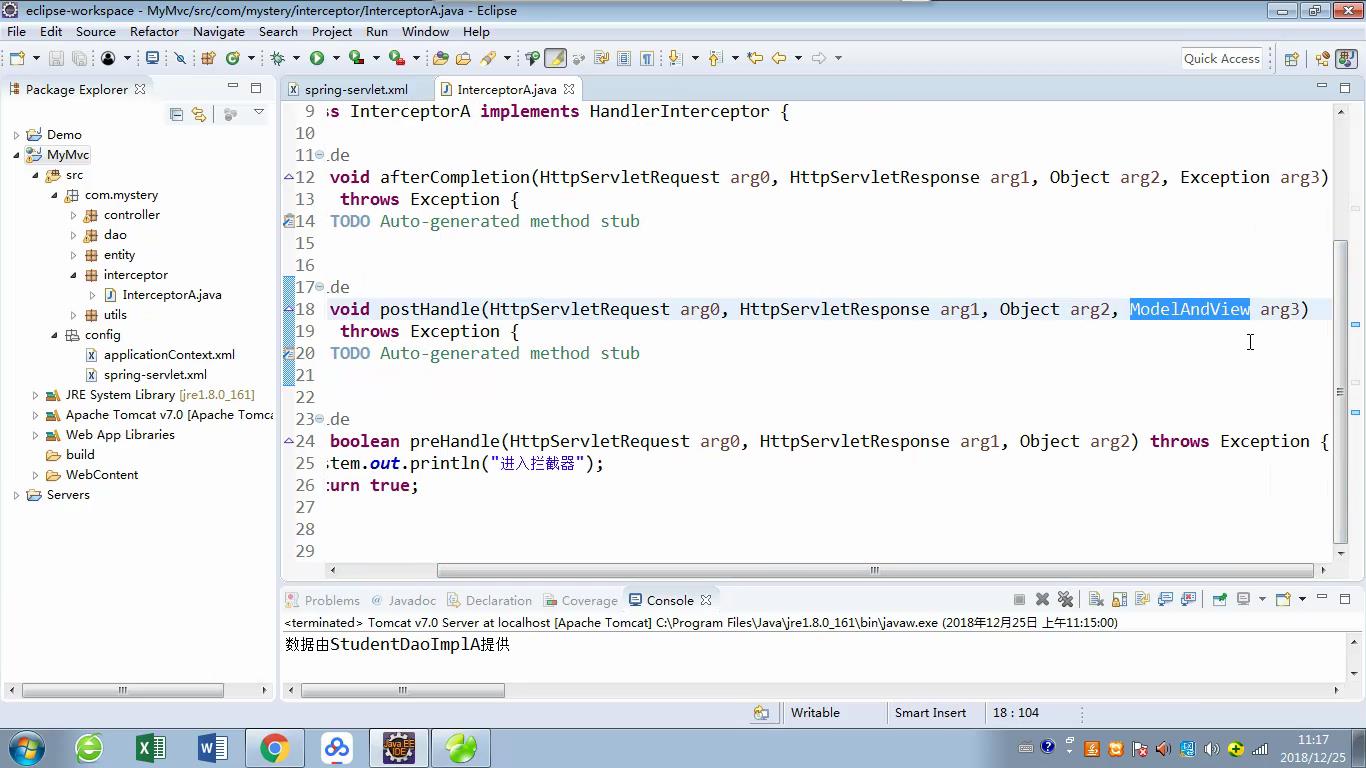 eclipse-workspace - MyMvc/src/com/mystery/interceptor/InterceptorA.java - Eclipse
File Edit Source Refactor Navigate Search Project Run Window Help
Quick Access
Package Explorer
Demo
MyMvc
src
com.mystery
controller
dao
entity
interceptor
InterceptorA.java
utils
config
applicationContext.xml
spring-servlet.xml
JRE System Library [jre1.8.0_161]
Apache Tomcat v7.0 [Apache Tomca
Web App Libraries
build
WebContent
Servers
spring-servlet.xml InterceptorA.java
9 ss InterceptorA implements HandlerInterceptor {
10
11 de
12 void afterCompletion(HttpServletRequest arg0, HttpServletResponse arg1, Object arg2, Exception arg3)
13 throws Exception {
14 TODO Auto-generated method stub
15
16
17 de
18 void postHandle(HttpServletRequest arg0, HttpServletResponse arg1, Object arg2, ModelAndView arg3)
19 throws Exception {
20 TODO Auto-generated method stub
21
22
23 de
24 boolean preHandle(HttpServletRequest arg0, HttpServletResponse arg1, Object arg2) throws Exception {
25 tem.out.println("进入拦截器");
26 urn true;
27
28
29
Problems @ Javadoc Declaration Coverage Console
<terminated> Tomcat v7.0 Server at localhost [Apache Tomcat] C:\Program Files\Java\jre1.8.0_161\bin\javaw.exe (2018年12月25日 上午11:15:00)
数据由StudentDaoImplA提供
Writable Smart Insert 18 : 104
Java EE
IDE
11:17
2018/12/25